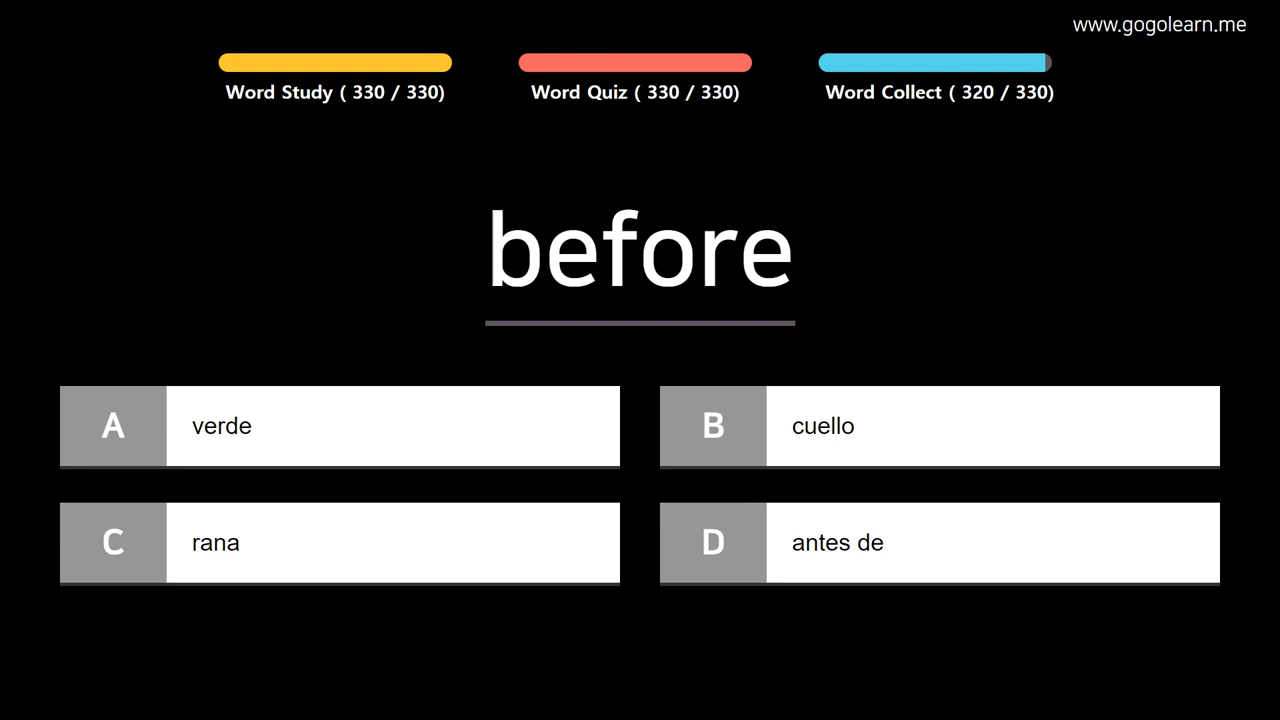 www.gogolearn.me
Word Study ( 330 / 330)
Word Quiz ( 330 / 330)
Word Collect ( 320 / 330)
before
A verde
B cuello
C rana
D antes de